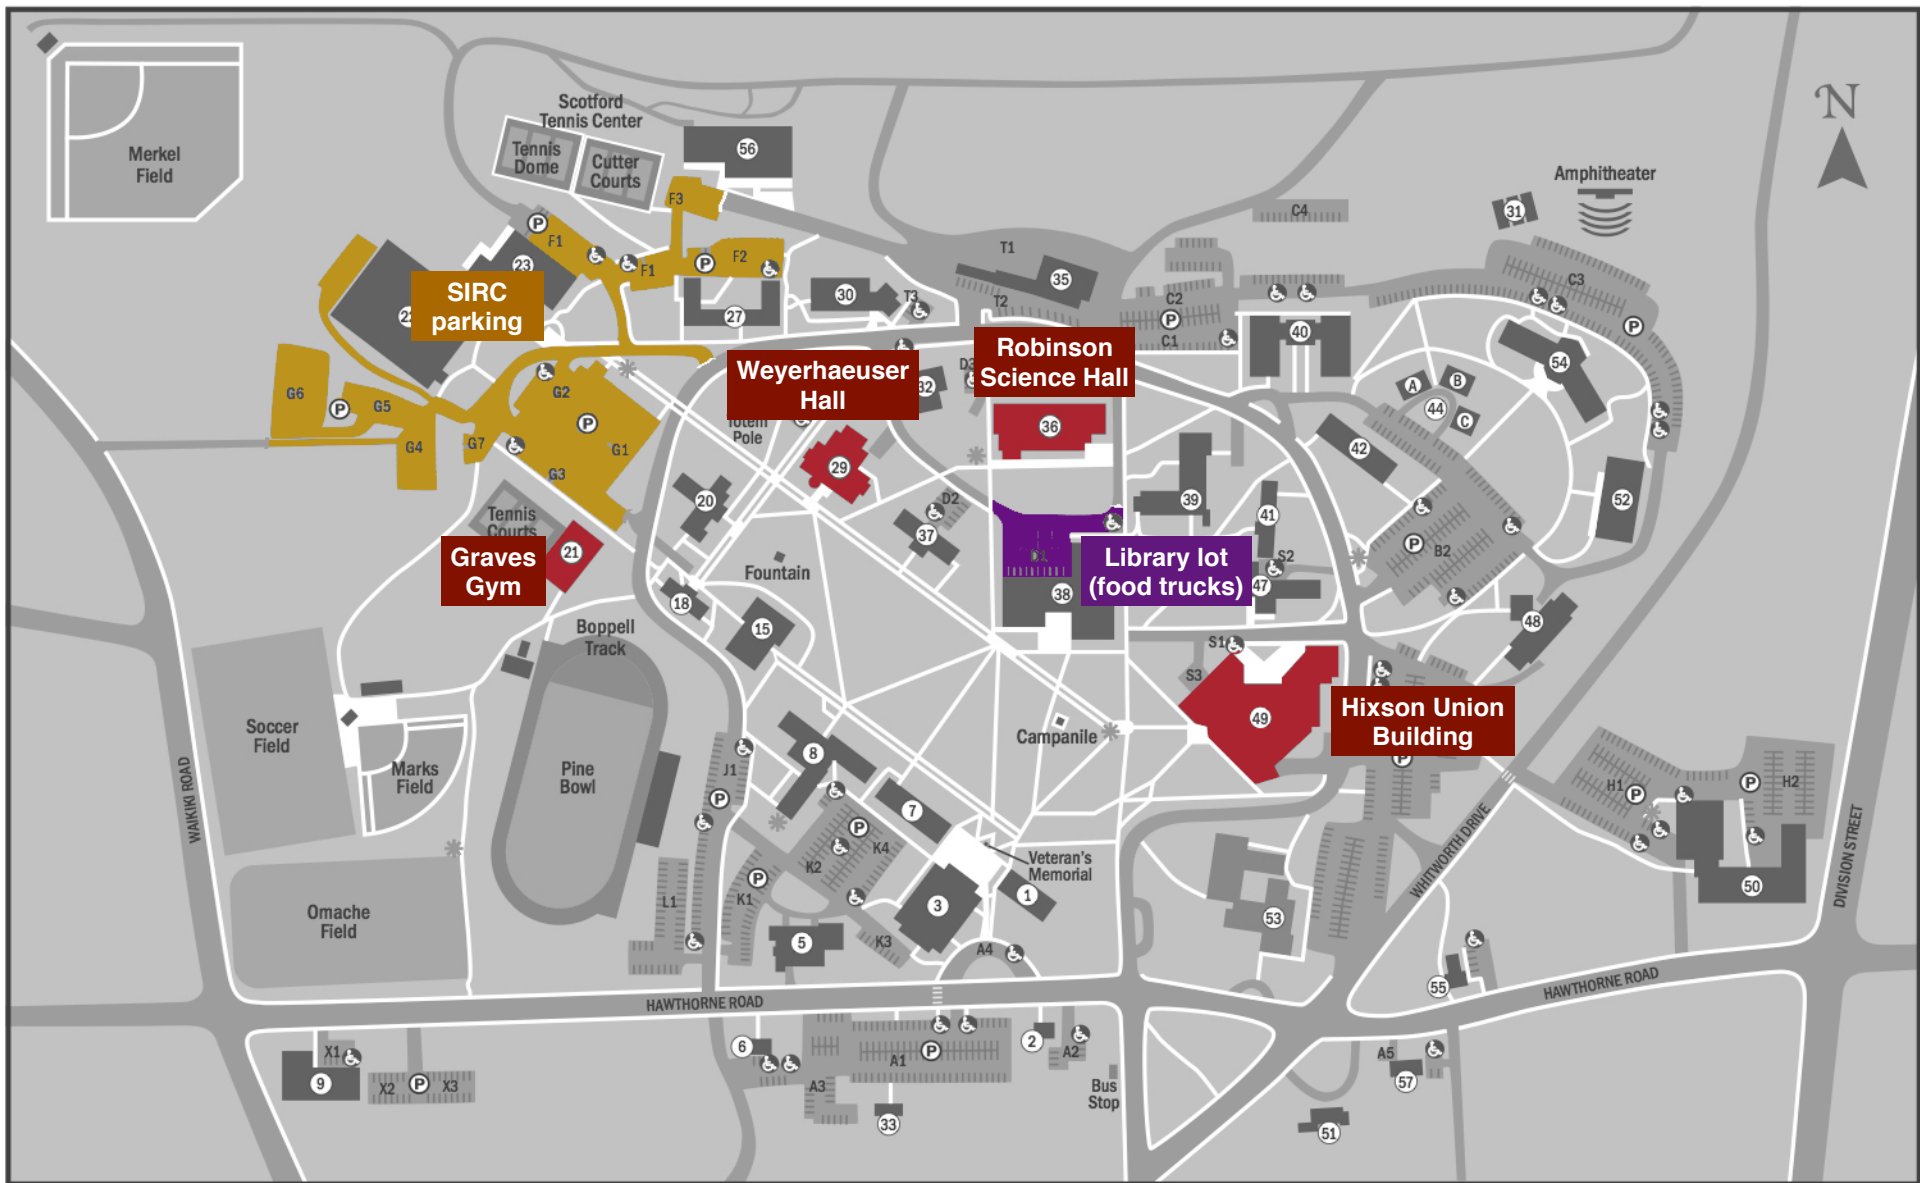 N
Scotford
Tennis Center
Tennis
Dome
Cutter
Courts
56
Merkel
Field
Amphitheater
31
F3
C4
P
F1
23
F1
P
F2
T1
35
C3
SIRC
parking
27
30
T3
T2
C2
P
C1
40
P
54
Weyerhaeuser
Hall
Robinson
Science Hall
32
A
B
44
C
G6
P
G5
G2
P
G1
G4
G7
G3
Totem
Pole
36
29
42
20
D2
39
52
Tennis
Courts
21
37
41
P
B2
Graves
Gym
Fountain
D1
Library lot
(food trucks)
S2
47
38
18
15
48
Boppell
Track
S1
S3
49
Hixson Union
Building
Soccer
Field
Marks
Field
Pine
Bowl
Campanile
8
J1
P
7
P
P
H1
P
P
H2
WAIKIKI ROAD
WHITWORTH DRIVE
DIVISION STREET
K2
K4
Veteran's
Memorial
P
K1
L1
1
3
50
Omache
Field
5
K3
A4
53
55
HAWTHORNE ROAD
HAWTHORNE ROAD
6
2
A2
A1
P
A3
X1
9
X2
P
X3
A5
57
Bus
Stop
33
51